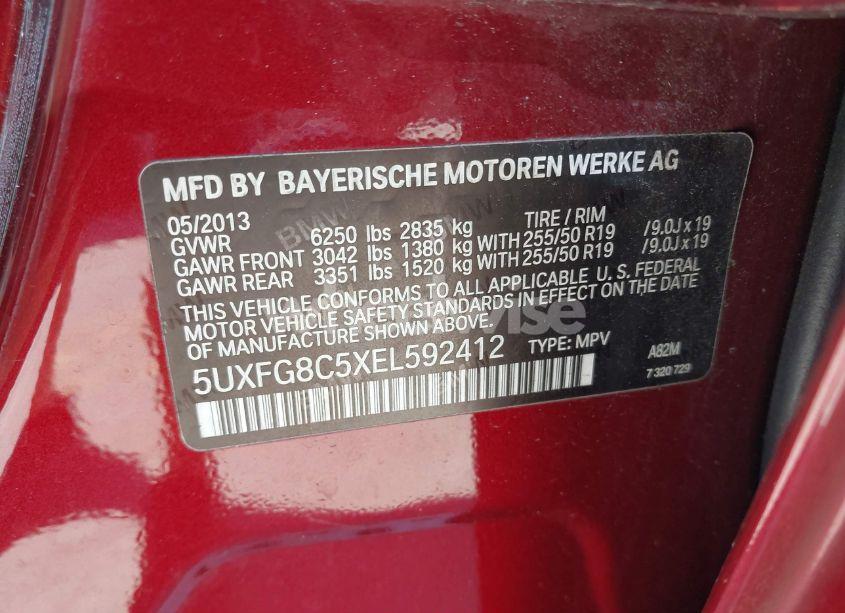 MFD BY BAYERISCHE MOTOREN WERKE AG
05/2013 TIRE / RIM
GVWR 6250 lbs 2835 kg
GAWR FRONT 3042 lbs 1380 kg WITH 255/50 R19 /9.0J x 19
GAWR REAR 3351 lbs 1520 kg WITH 255/50 R19 /9.0J x 19
THIS VEHICLE CONFORMS TO ALL APPLICABLE U. S. FEDERAL
MOTOR VEHICLE SAFETY STANDARDS IN EFFECT ON THE DATE
OF MANUFACTURE SHOWN ABOVE.
5UXFG8C5XEL592412 TYPE: MPV A82M
7 320 729